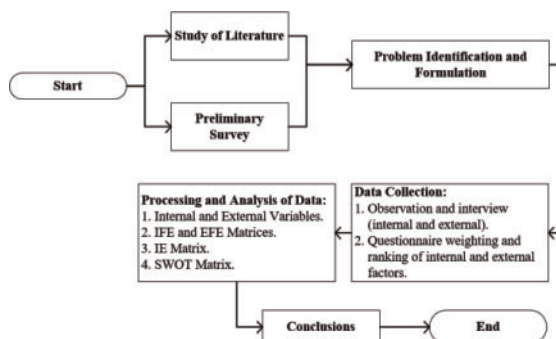 Study of Literature
Start
Preliminary
Survey
Problem Identification and
Formulation
Data Collection:
1. Observation and interview
(internal and external).
2. Questionnaire weighting and
ranking of internal and external
factors.
Processing and Analysis of Data:
1. Internal and External Variables.
2. IFE and EFE Matrices.
3. IE Matrix.
4. SWOT Matrix.
Conclusions
End